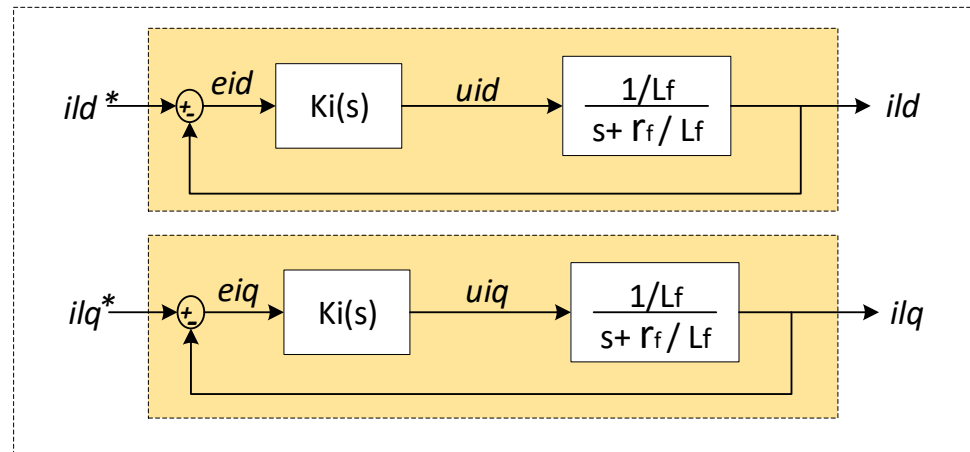 ild* + - eid Ki(s) uid 1/Lf ild
s+ rf / Lf
ilq* + - eiq Ki(s) uiq 1/Lf ilq
s+ rf / Lf